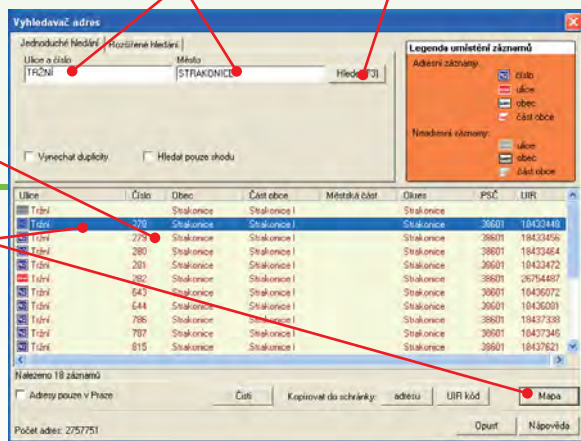 Vyhledavač adres
Jednoduché hledání Rozšířené hledání
Ulice a číslo Město
TRŽNÍ STRAKONICE
Vynechat duplicity Hledat pouze shodu
Legenda umístění záznamů
Adresní záznamy:
číslo
ulice
obec
část obce
Neadresní záznamy:
ulice
obec
část obce
Ulice Číslo Obec Část obce Městská část Okres PSČ UIR
Tržní Strakonice Strakonice I Strakonice
Tržní 278 Strakonice Strakonice I Strakonice 38601 18433448
Tržní 279 Strakonice Strakonice I Strakonice 38601 18433456
Tržní 280 Strakonice Strakonice I Strakonice 38601 18433464
Tržní 281 Strakonice Strakonice I Strakonice 38601 18433472
Tržní 282 Strakonice Strakonice I Strakonice 38601 26754487
Tržní 643 Strakonice Strakonice I Strakonice 38601 18436072
Tržní 644 Strakonice Strakonice I Strakonice 38601
Tržní 786 Strakonice Strakonice I Strakonice 38601 18437338
Tržní 787 Strakonice Strakonice I Strakonice 38601 18437346
Tržní 815 Strakonice Strakonice I Strakonice 38601 18437621
Nalezeno 18 záznamů
Adresy pouze v Praze Čisti Kopírovat do schránky: adresu UIR kód Mapa
Počet adres: 2757751 Opusť Nápověda